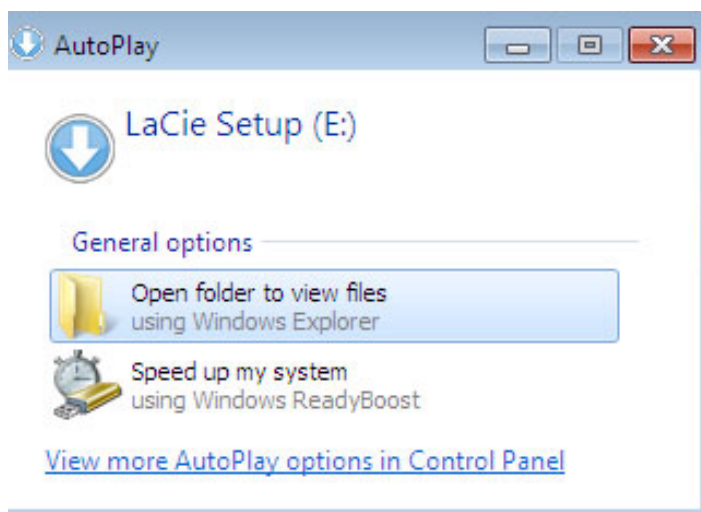 AutoPlay
LaCie Setup (E:)
General options
Open folder to view files
using Windows Explorer
Speed up my system
using Windows ReadyBoost
View more AutoPlay options in Control Panel